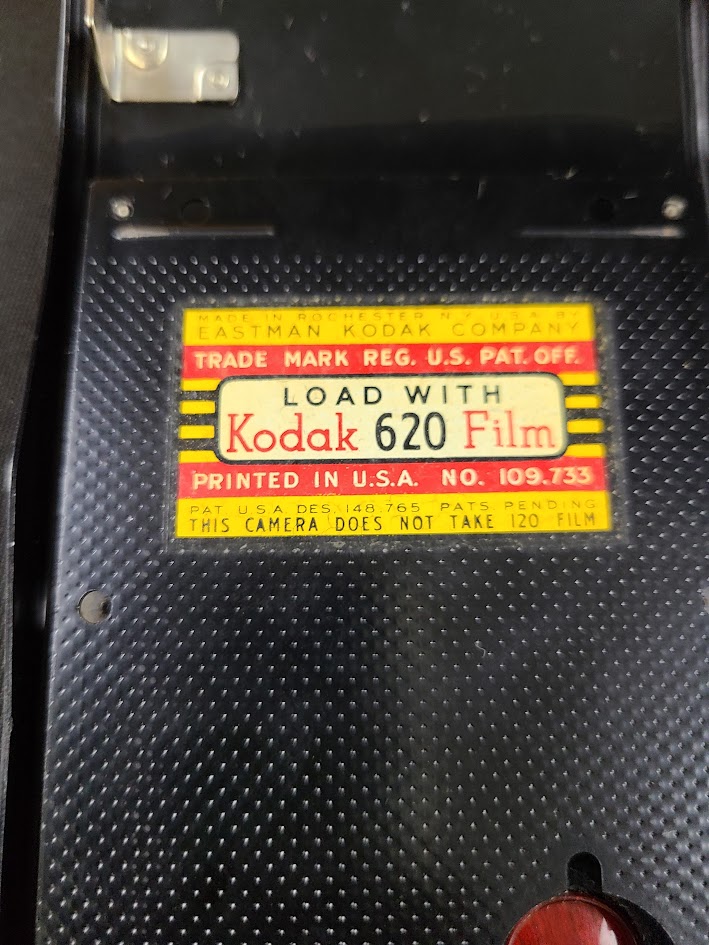 MADE IN ROCHESTER N.Y. U.S.A. BY
EASTMAN KODAK COMPANY
TRADE MARK REG. U.S. PAT. OFF.
LOAD WITH
Kodak 620 Film
PRINTED IN U.S.A. NO. 109.733
PAT. U.S.A. DES. 148.765 PATS. PENDING
THIS CAMERA DOES NOT TAKE 120 FILM